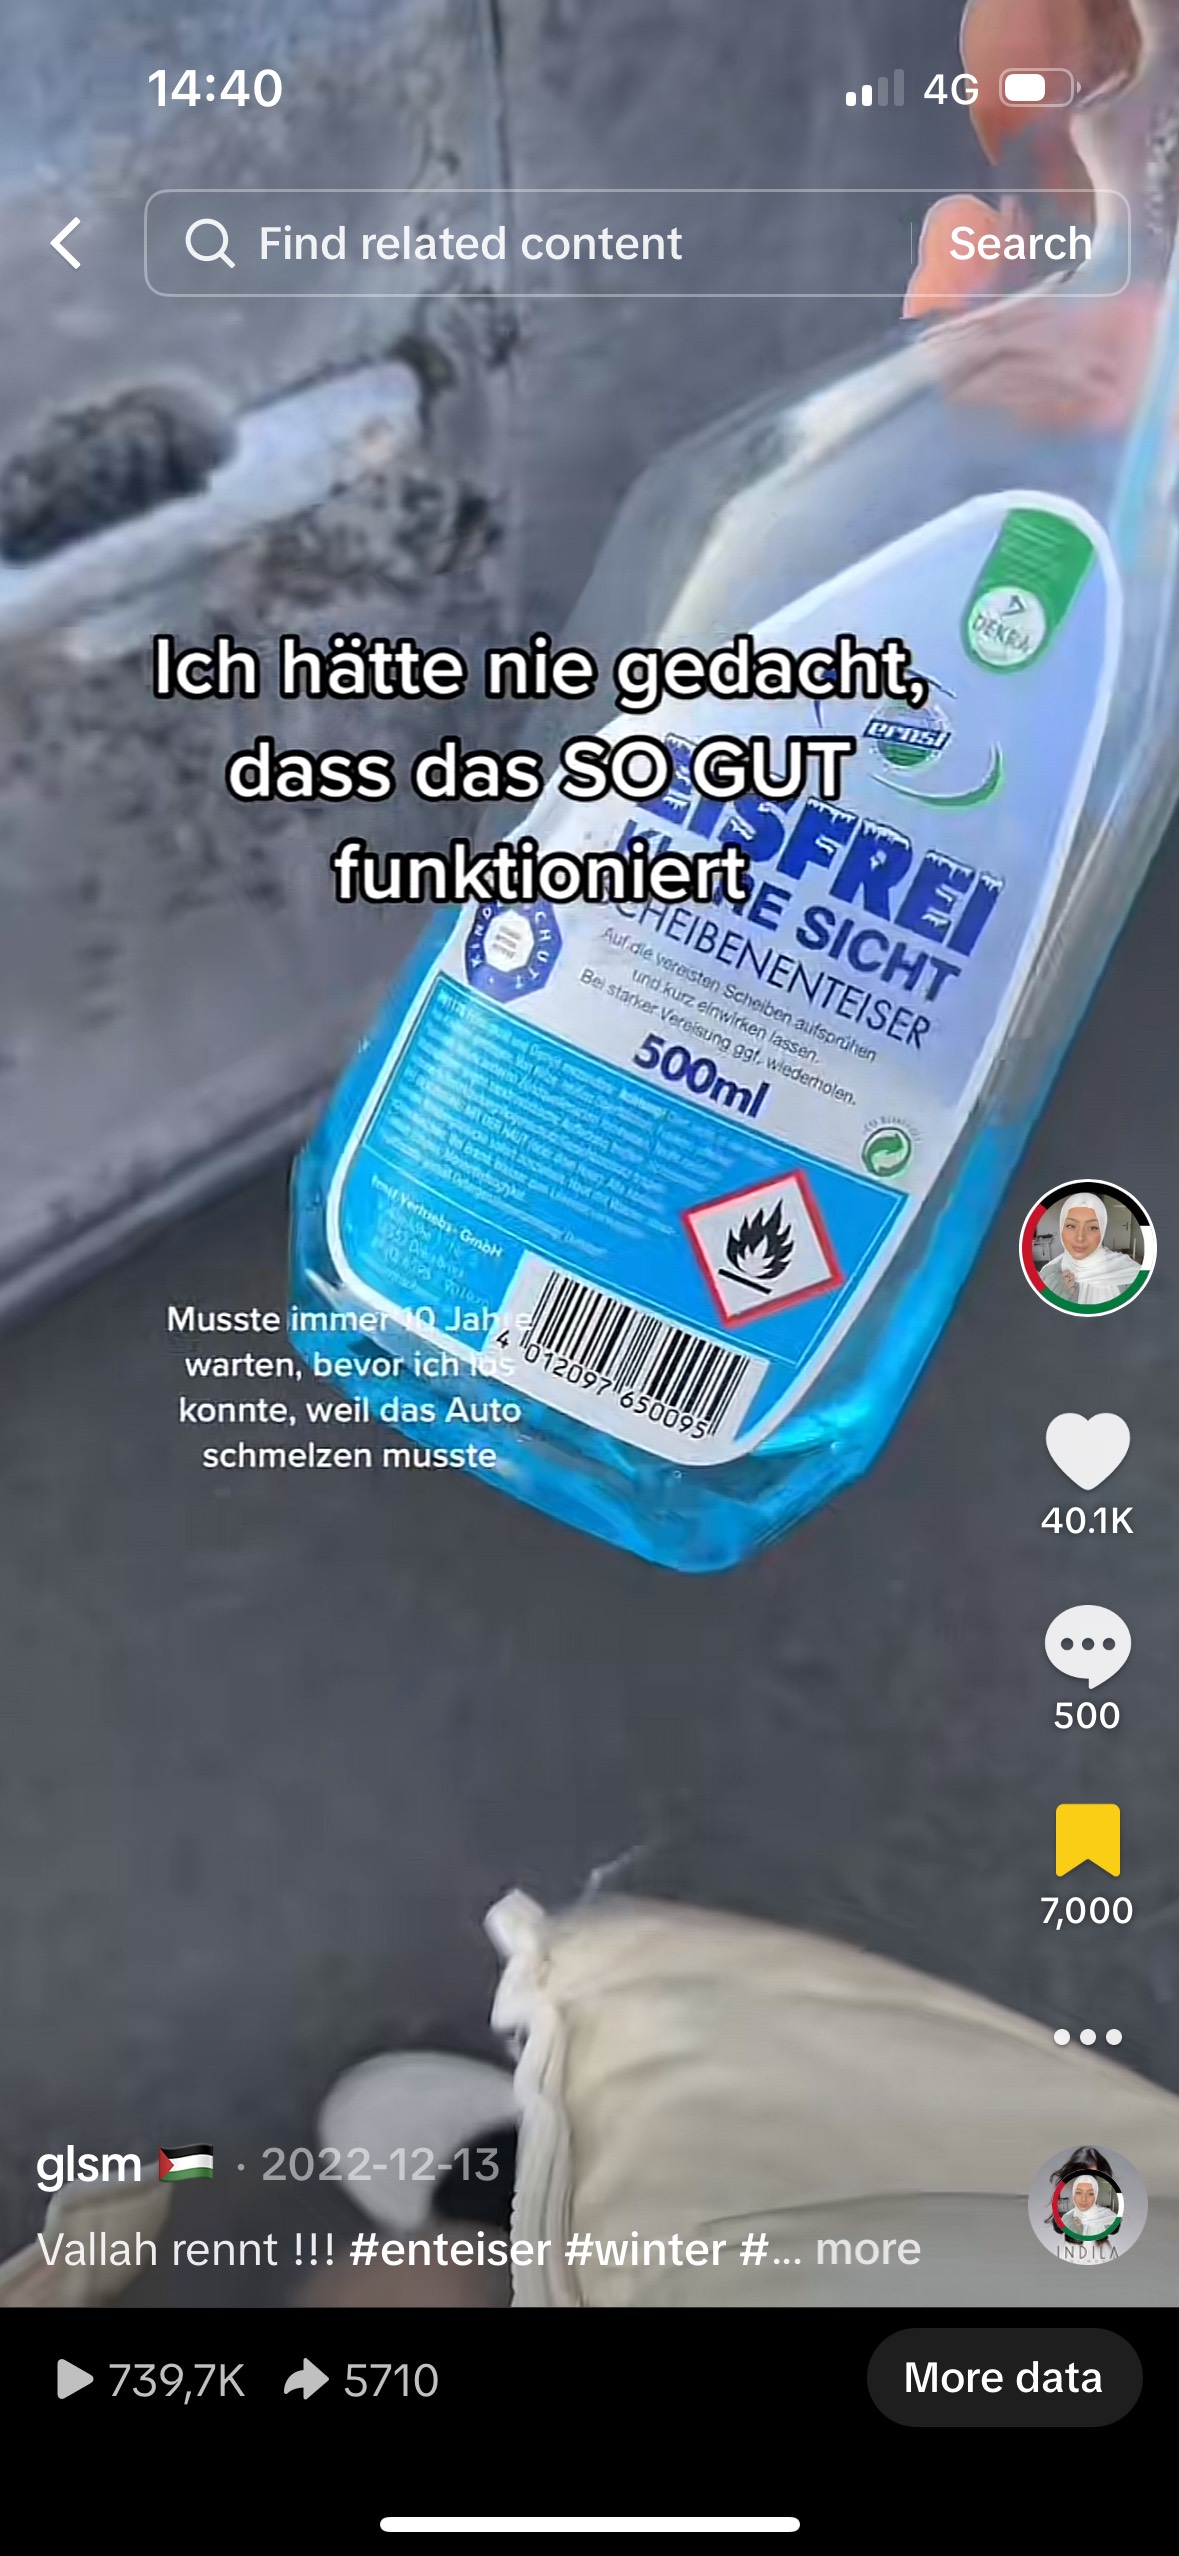 14:40
4G
Find related content
Search
DEKRA
Ich hätte nie gedacht,
dass das SO GUT
funktioniert
ernst
EISFREI
SICHT
SCHEIBENENTEISER
Auf die vereisten Scheiben aufsprühen
und kurz einwirken lassen.
Bei starker Vereisung ggf. wiederholen.
500ml
Vertriebs-GmbH
4 012097 650095
Musste immer 10 Jahre
warten, bevor ich los
konnte, weil das Auto
schmelzen musste
40.1K
500
7,000
glsm 🇵🇸 · 2022-12-13
Vallah rennt !!! #enteiser #winter #... more
INDILA
739,7K
5710
More data